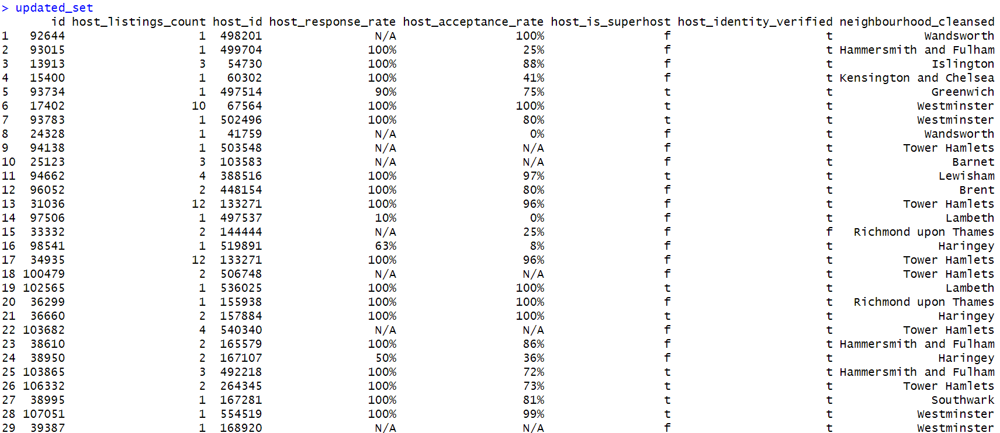 > updated_set
id host_listings_count host_id host_response_rate host_acceptance_rate host_is_superhost host_identity_verified neighbourhood_cleansed
1 92644 1 498201 N/A 100% f t Wandsworth
2 93015 1 499704 100% 25% f t Hammersmith and Fulham
3 13913 3 54730 100% 88% f t Islington
4 15400 1 60302 100% 41% f t Kensington and Chelsea
5 93734 1 497514 90% 75% t t Greenwich
6 17402 10 67564 100% 100% t t Westminster
7 93783 1 502496 100% 80% t t Westminster
8 24328 1 41759 N/A 0% f t Wandsworth
9 94138 1 503548 N/A N/A f t Tower Hamlets
10 25123 3 103583 N/A N/A f t Barnet
11 94662 4 388516 100% 97% t t Lewisham
12 96052 2 448154 100% 80% f t Brent
13 31036 12 133271 100% 96% f t Tower Hamlets
14 97506 1 497537 10% 0% f t Lambeth
15 33332 2 144444 N/A 25% f f Richmond upon Thames
16 98541 1 519891 63% 8% f t Haringey
17 34935 12 133271 100% 96% f t Tower Hamlets
18 100479 2 506748 N/A N/A f t Tower Hamlets
19 102565 1 536025 100% 100% t t Lambeth
20 36299 1 155938 100% 100% f t Richmond upon Thames
21 36660 2 157884 100% 100% t t Haringey
22 103682 4 540340 N/A N/A f t Tower Hamlets
23 38610 2 165579 100% 86% f t Hammersmith and Fulham
24 38950 2 167107 50% 36% f t Haringey
25 103865 3 492218 100% 72% t t Hammersmith and Fulham
26 106332 2 264345 100% 73% t t Tower Hamlets
27 38995 1 167281 100% 81% t t Southwark
28 107051 1 554519 100% 99% t t Westminster
29 39387 1 168920 N/A N/A f t Westminster